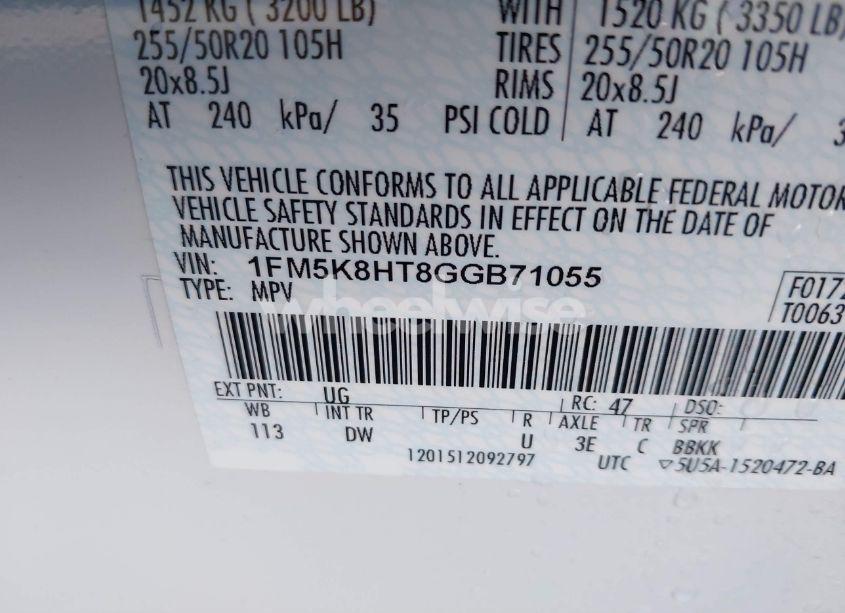 1452 KG ( 3200 LB) WITH 1520 KG ( 3350 LB)
255/50R20 105H TIRES 255/50R20 105H
20x8.5J RIMS 20x8.5J
AT 240 kPa/ 35 PSI COLD AT 240 kPa/ 3
THIS VEHICLE CONFORMS TO ALL APPLICABLE FEDERAL MOTOR
VEHICLE SAFETY STANDARDS IN EFFECT ON THE DATE OF
MANUFACTURE SHOWN ABOVE.
VIN: 1FM5K8HT8GGB71055
TYPE: MPV
F017
T0063
wheelwise
EXT PNT: UG RC: 47 DSO:
WB INT TR TP/PS R AXLE TR SPR
113 DW U 3E C BBKK
1201512092797 UTC ▽5U5A-1520472-BA